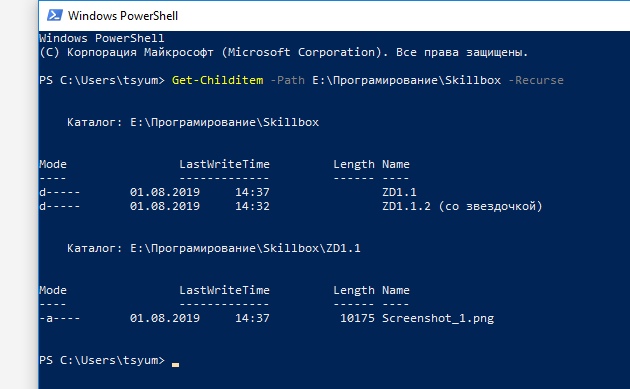 Windows PowerShell
Windows PowerShell
(C) Корпорация Майкрософт (Microsoft Corporation). Все права защищены.
PS C:\Users\tsyum> Get-Childitem -Path E:\Програмирование\Skillbox -Recurse
Каталог: E:\Програмирование\Skillbox
Mode LastWriteTime Length Name
---- ------------- ------ ----
d----- 01.08.2019 14:37 ZD1.1
d----- 01.08.2019 14:32 ZD1.1.2 (со звездочкой)
Каталог: E:\Програмирование\Skillbox\ZD1.1
Mode LastWriteTime Length Name
---- ------------- ------ ----
-a---- 01.08.2019 14:37 10175 Screenshot_1.png
PS C:\Users\tsyum>